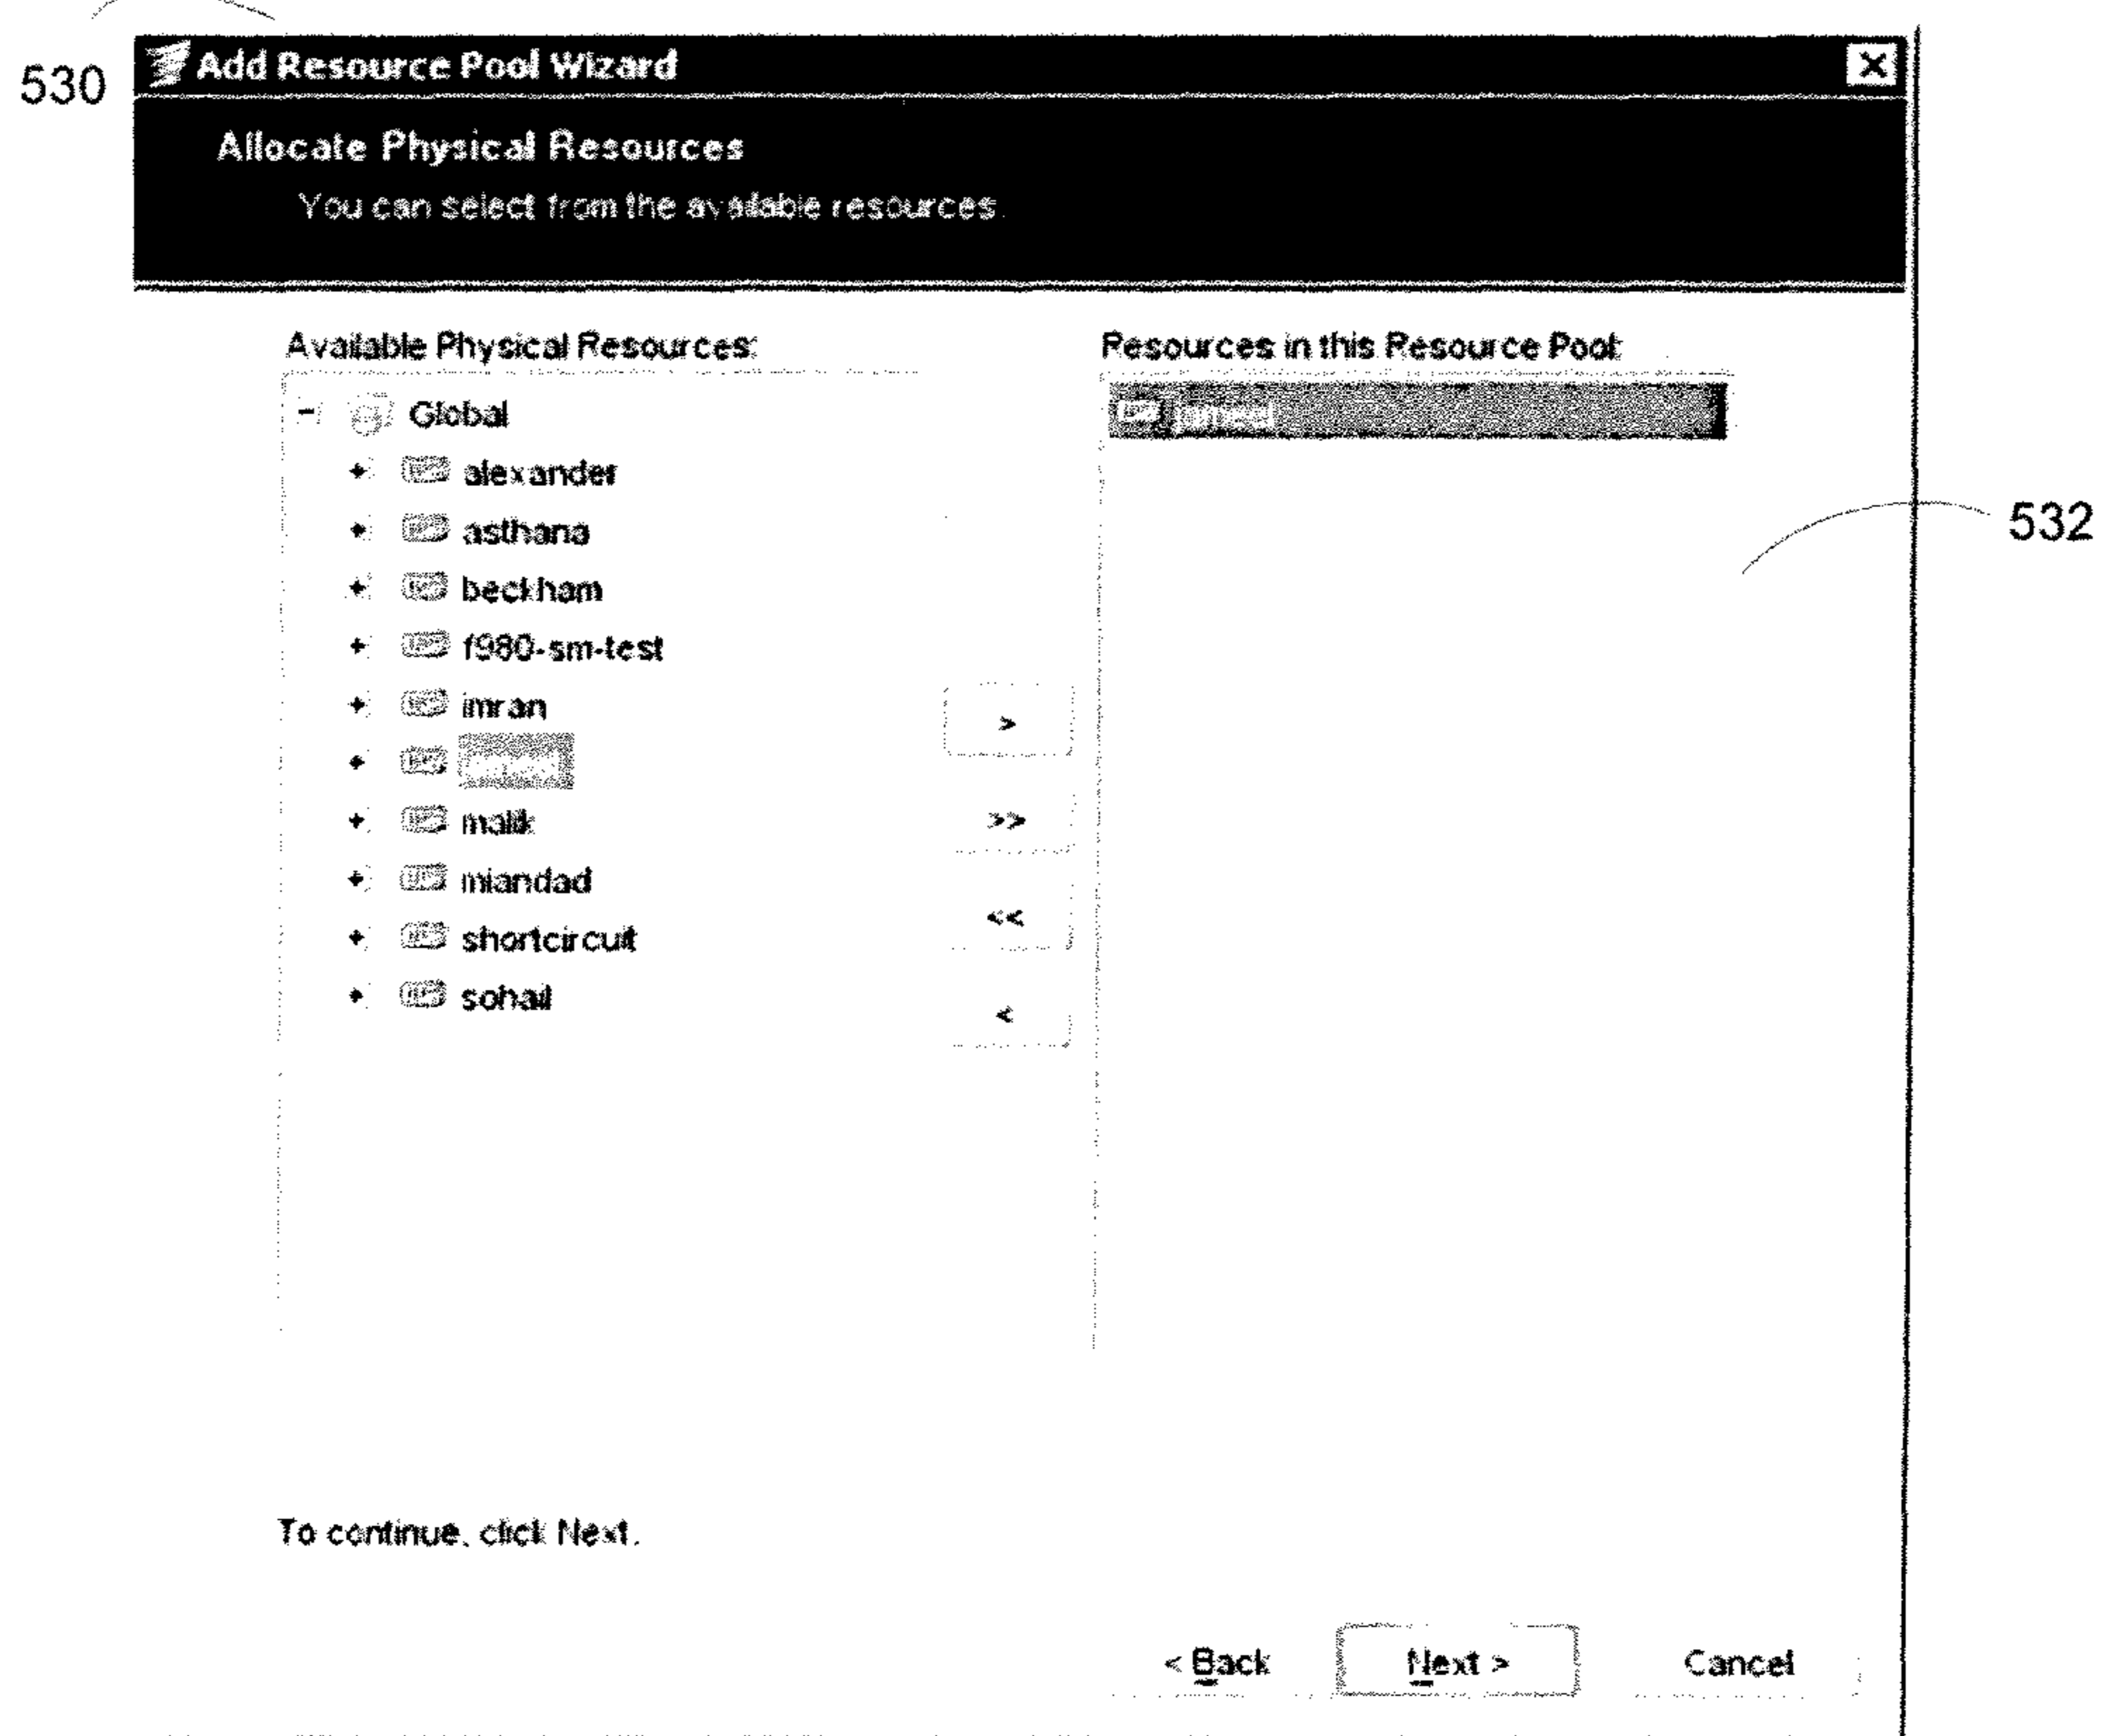 530
Add Resource Pool Wizard
Allocate Physical Resources
You can select from the available resources.
Available Physical Resources:
Resources in this Resource Pool:
- Global
+ alexander
+ asthana
+ beckham
+ f980-sm-test
+ imran
+
+ malik
+ miandad
+ shortcircuit
+ sohail
>
>>
<<
<
532
To continue, click Next.
< Back
Next >
Cancel